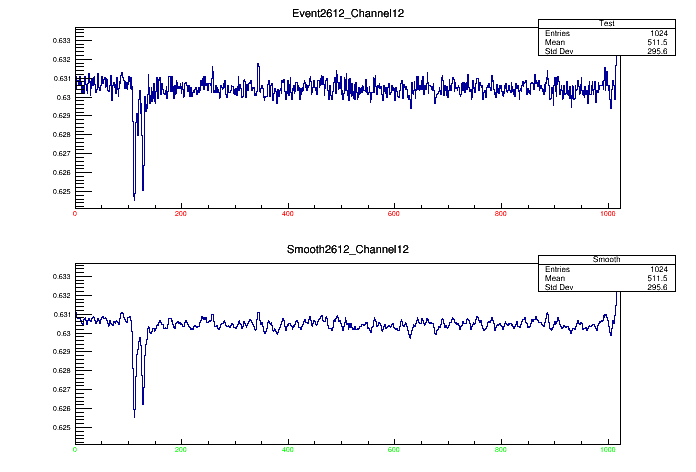 Event2612_Channel12
Test
Entries 1024
Mean 511.5
Std Dev 295.6
0.633
0.632
0.631
0.63
0.629
0.628
0.627
0.626
0.625
0 200 400 600 800 1000
Smooth2612_Channel12
Smooth
Entries 1024
Mean 511.5
Std Dev 295.6
0.633
0.632
0.631
0.63
0.629
0.628
0.627
0.626
0.625
0 200 400 600 800 1000